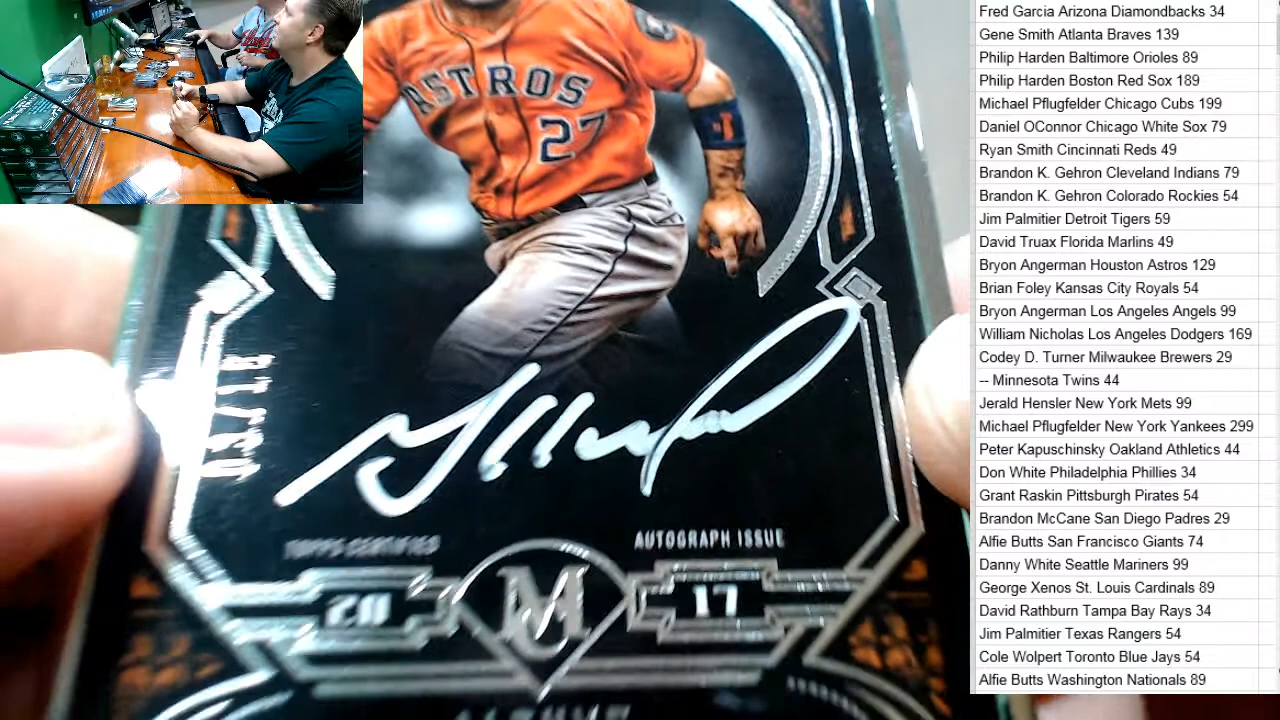 ASTROS
27
TOPPS CERTIFIED
AUTOGRAPH ISSUE
20
17
Fred Garcia Arizona Diamondbacks 34
Gene Smith Atlanta Braves 139
Philip Harden Baltimore Orioles 89
Philip Harden Boston Red Sox 189
Michael Pflugfelder Chicago Cubs 199
Daniel OConnor Chicago White Sox 79
Ryan Smith Cincinnati Reds 49
Brandon K. Gehron Cleveland Indians 79
Brandon K. Gehron Colorado Rockies 54
Jim Palmitier Detroit Tigers 59
David Truax Florida Marlins 49
Bryon Angerman Houston Astros 129
Brian Foley Kansas City Royals 54
Bryon Angerman Los Angeles Angels 99
William Nicholas Los Angeles Dodgers 169
Codey D. Turner Milwaukee Brewers 29
-- Minnesota Twins 44
Jerald Hensler New York Mets 99
Michael Pflugfelder New York Yankees 299
Peter Kapuschinsky Oakland Athletics 44
Don White Philadelphia Phillies 34
Grant Raskin Pittsburgh Pirates 54
Brandon McCane San Diego Padres 29
Alfie Butts San Francisco Giants 74
Danny White Seattle Mariners 99
George Xenos St. Louis Cardinals 89
David Rathburn Tampa Bay Rays 34
Jim Palmitier Texas Rangers 54
Cole Wolpert Toronto Blue Jays 54
Alfie Butts Washington Nationals 89